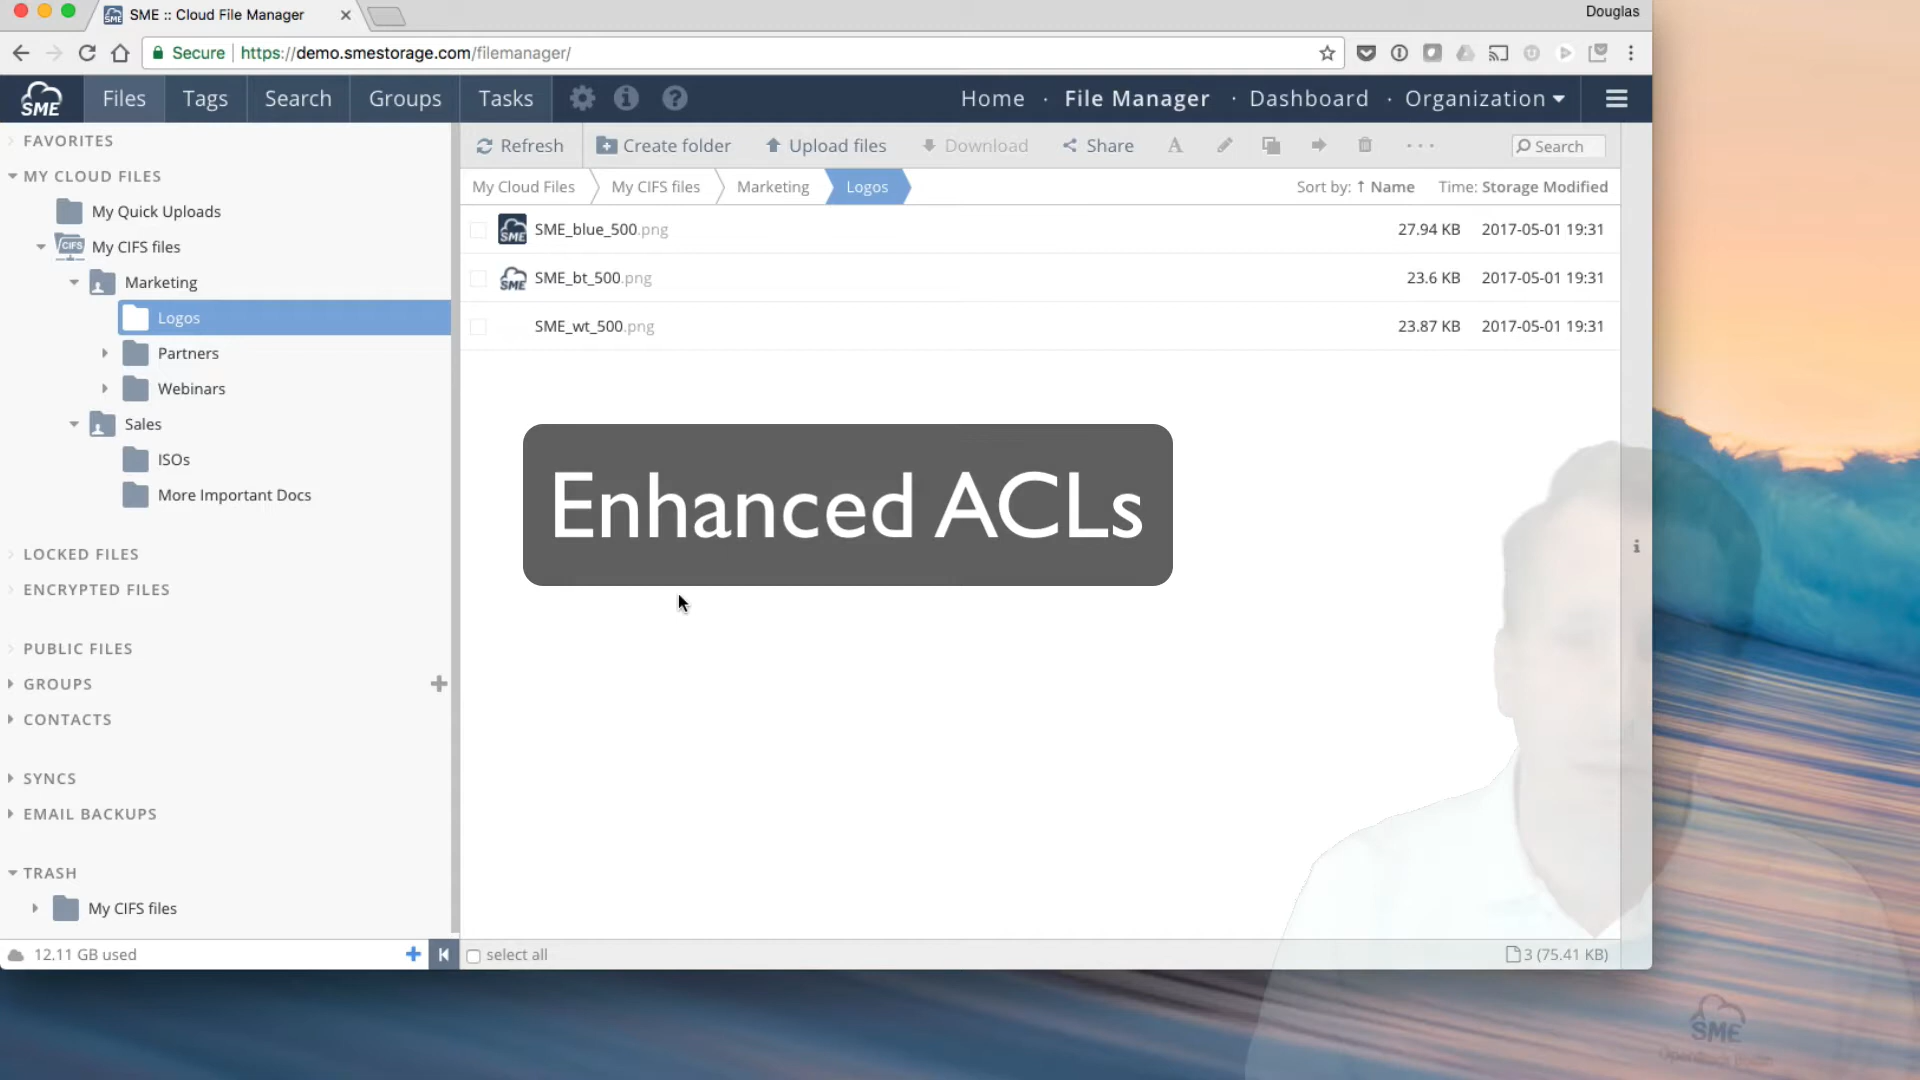 SME :: Cloud File Manager
Douglas
Secure https://demo.smestorage.com/filemanager/
SME Files Tags Search Groups Tasks Home · File Manager · Dashboard · Organization
FAVORITES
MY CLOUD FILES
My Quick Uploads
CIFS My CIFS files
Marketing
Logos
Partners
Webinars
Sales
ISOs
More Important Docs
LOCKED FILES
ENCRYPTED FILES
PUBLIC FILES
GROUPS
CONTACTS
SYNCS
EMAIL BACKUPS
TRASH
My CIFS files
12.11 GB used
Refresh Create folder Upload files Download Share A ··· Search
My Cloud Files My CIFS files Marketing Logos Sort by: ↑ Name Time: Storage Modified
SME SME_blue_500.png 27.94 KB 2017-05-01 19:31
SME SME_bt_500.png 23.6 KB 2017-05-01 19:31
SME_wt_500.png 23.87 KB 2017-05-01 19:31
Enhanced ACLs
select all 3 (75.41 KB)
SME